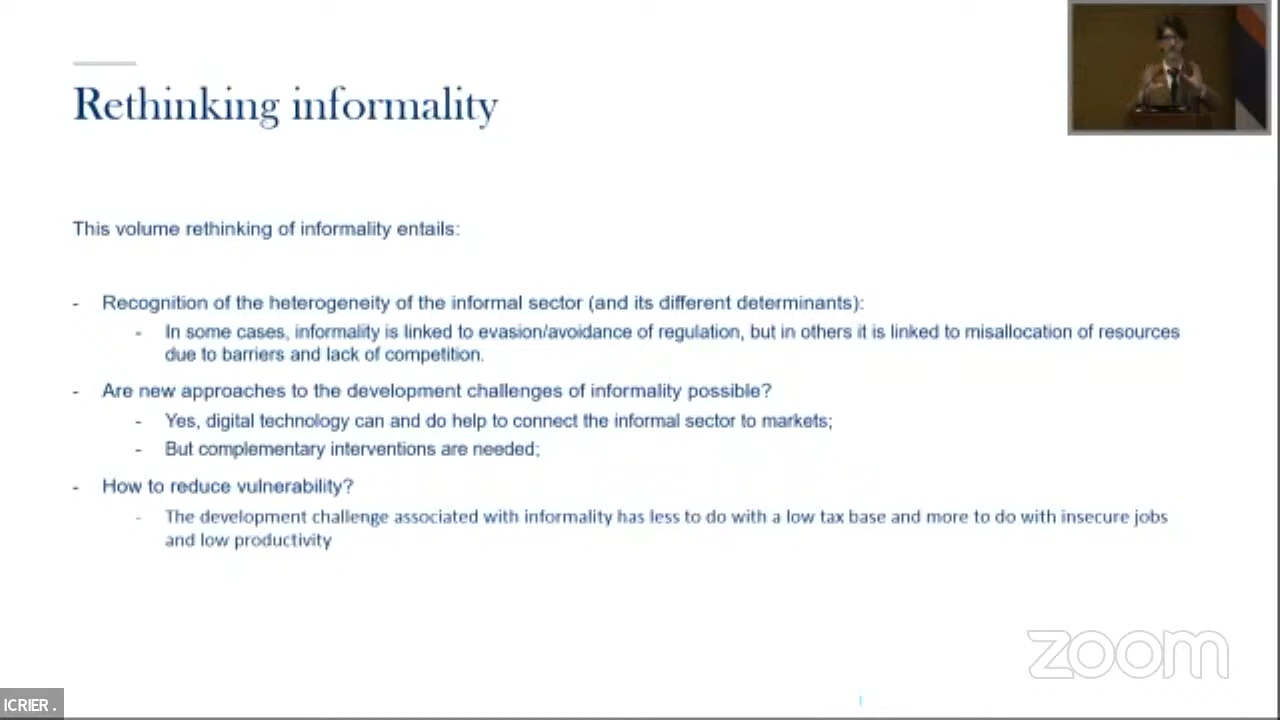 Rethinking informality
This volume rethinking of informality entails:
- Recognition of the heterogeneity of the informal sector (and its different determinants):
- In some cases, informality is linked to evasion/avoidance of regulation, but in others it is linked to misallocation of resources
due to barriers and lack of competition.
- Are new approaches to the development challenges of informality possible?
- Yes, digital technology can and do help to connect the informal sector to markets;
- But complementary interventions are needed;
- How to reduce vulnerability?
- The development challenge associated with informality has less to do with a low tax base and more to do with insecure jobs
and low productivity
zoom
ICRIER .